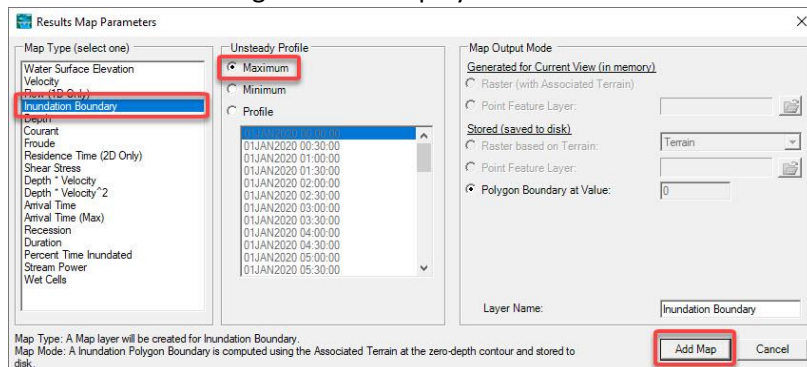 Results Map Parameters
Map Type (select one)
Water Surface Elevation
Velocity
Flow (1D Only)
Inundation Boundary
Depth
Courant
Froude
Residence Time (2D Only)
Shear Stress
Depth * Velocity
Depth * Velocity^2
Arrival Time
Arrival Time (Max)
Recession
Duration
Percent Time Inundated
Stream Power
Wet Cells
Unsteady Profile
Maximum
Minimum
Profile
01JAN2020 00:00:00
01JAN2020 00:30:00
01JAN2020 01:00:00
01JAN2020 01:30:00
01JAN2020 02:00:00
01JAN2020 02:30:00
01JAN2020 03:00:00
01JAN2020 03:30:00
01JAN2020 04:00:00
01JAN2020 04:30:00
01JAN2020 05:00:00
01JAN2020 05:30:00
Map Output Mode
Generated for Current View (in memory)
Raster (with Associated Terrain)
Point Feature Layer:
Stored (saved to disk)
Raster based on Terrain: Terrain
Point Feature Layer:
Polygon Boundary at Value: 0
Layer Name: Inundation Boundary
Map Type: A Map layer will be created for Inundation Boundary.
Map Mode: A Inundation Polygon Boundary is computed using the Associated Terrain at the zero-depth contour and stored to
disk.
Add Map Cancel